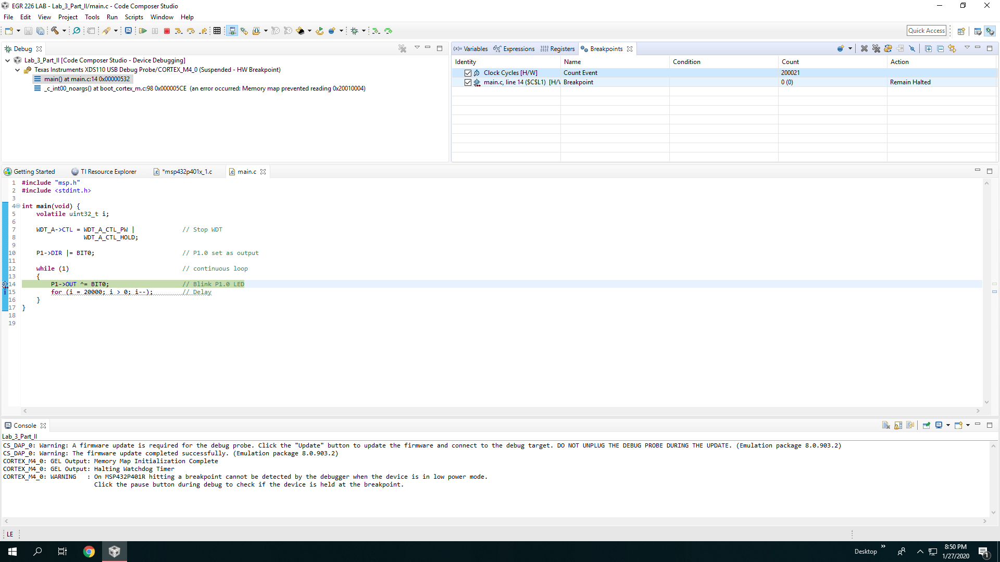 EGR 226 LAB - Lab_3_Part_II/main.c - Code Composer Studio
File Edit View Project Tools Run Scripts Window Help
Quick Access
Debug
Lab_3_Part_II [Code Composer Studio - Device Debugging]
Texas Instruments XDS110 USB Debug Probe/CORTEX_M4_0 (Suspended - HW Breakpoint)
main() at main.c:14 0x00000532
_c_int00_noargs() at boot_cortex_m.c:98 0x000005CE (an error occurred: Memory map prevented reading 0x20010004)
(x)= Variables Expressions 1010 0101 Registers Breakpoints
Identity Name Condition Count Action
Clock Cycles [H/W] Count Event 200021
main.c, line 14 ($C$L1) [H/\ Breakpoint 0 (0) Remain Halted
Getting Started TI Resource Explorer *msp432p401x_1.c main.c
1 #include "msp.h"
2 #include <stdint.h>
3
4 int main(void) {
5 volatile uint32_t i;
6
7 WDT_A->CTL = WDT_A_CTL_PW | // Stop WDT
8 WDT_A_CTL_HOLD;
9
10 P1->DIR |= BIT0; // P1.0 set as output
11
12 while (1) // continuous loop
13 {
14 P1->OUT ^= BIT0; // Blink P1.0 LED
15 for (i = 20000; i > 0; i--); // Delay
16 }
17 }
18
19
Console
Lab_3_Part_II
CS_DAP_0: Warning: A firmware update is required for the debug probe. Click the "Update" button to update the firmware and connect to the debug target. DO NOT UNPLUG THE DEBUG PROBE DURING THE UPDATE. (Emulation package 8.0.903.2)
CS_DAP_0: Warning: The firmware update completed successfully. (Emulation package 8.0.903.2)
CORTEX_M4_0: GEL Output: Memory Map Initialization Complete
CORTEX_M4_0: GEL Output: Halting Watchdog Timer
CORTEX_M4_0: WARNING : On MSP432P401R hitting a breakpoint cannot be detected by the debugger when the device is in low power mode.
Click the pause button during debug to check if the device is held at the breakpoint.
LE
Desktop
8:50 PM
1/27/2020
1